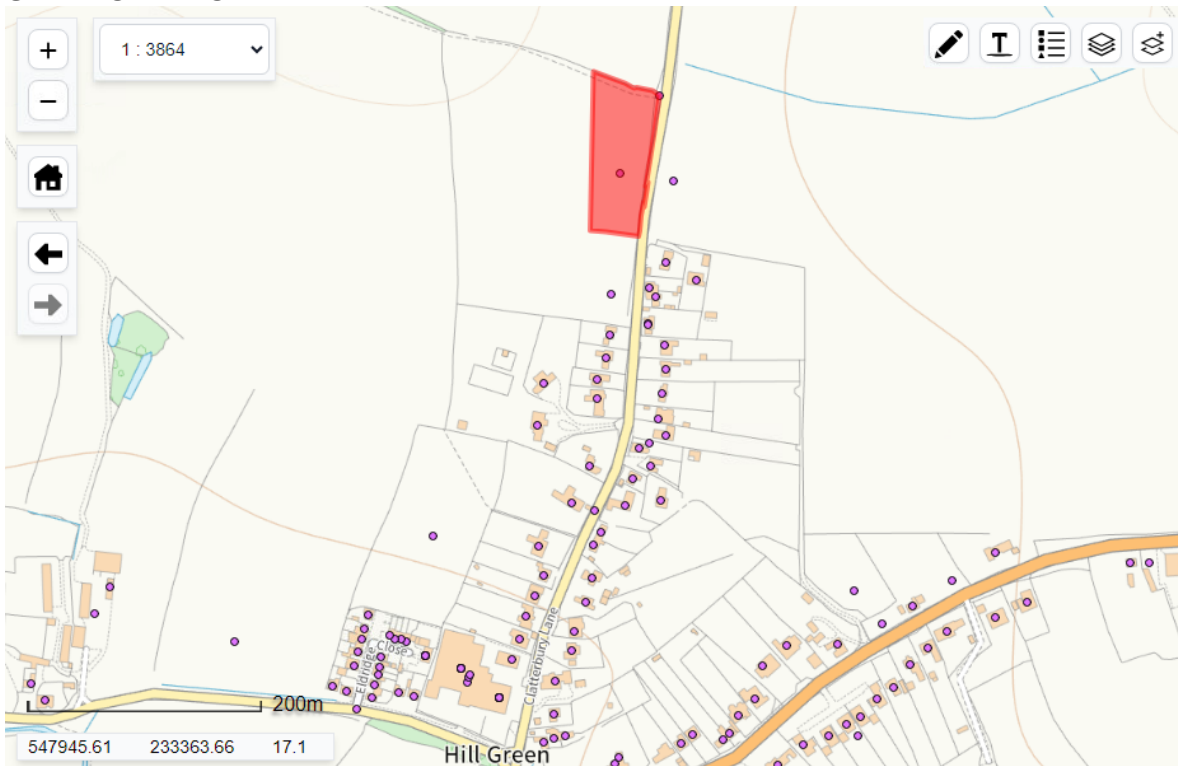 +
1 : 3864
T
−
Clatterbury Lane
Eldridge Close
200m
547945.61 233363.66 17.1
Hill Green